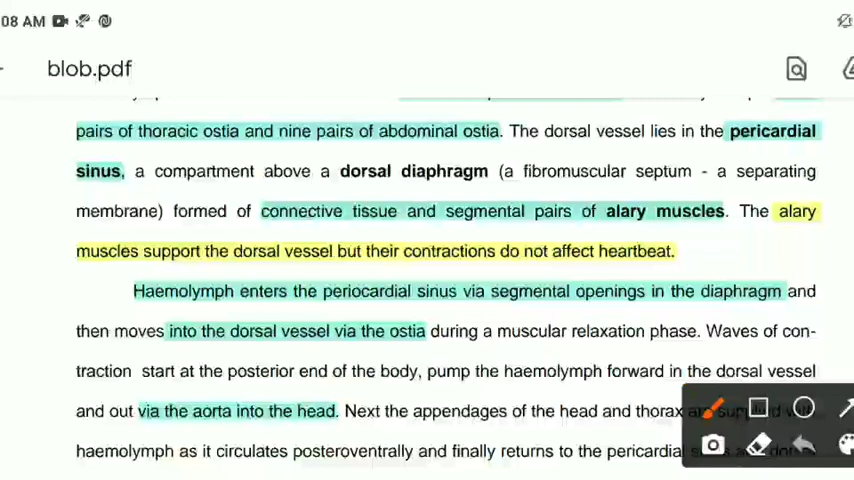 08 AM
blob.pdf
pairs of thoracic ostia and nine pairs of abdominal ostia. The dorsal vessel lies in the pericardial
sinus, a compartment above a dorsal diaphragm (a fibromuscular septum - a separating
membrane) formed of connective tissue and segmental pairs of alary muscles. The alary
muscles support the dorsal vessel but their contractions do not affect heartbeat.
Haemolymph enters the periocardial sinus via segmental openings in the diaphragm and
then moves into the dorsal vessel via the ostia during a muscular relaxation phase. Waves of con-
traction start at the posterior end of the body, pump the haemolymph forward in the dorsal vessel
and out via the aorta into the head. Next the appendages of the head and thorax are supplied with
haemolymph as it circulates posteroventrally and finally returns to the pericardial